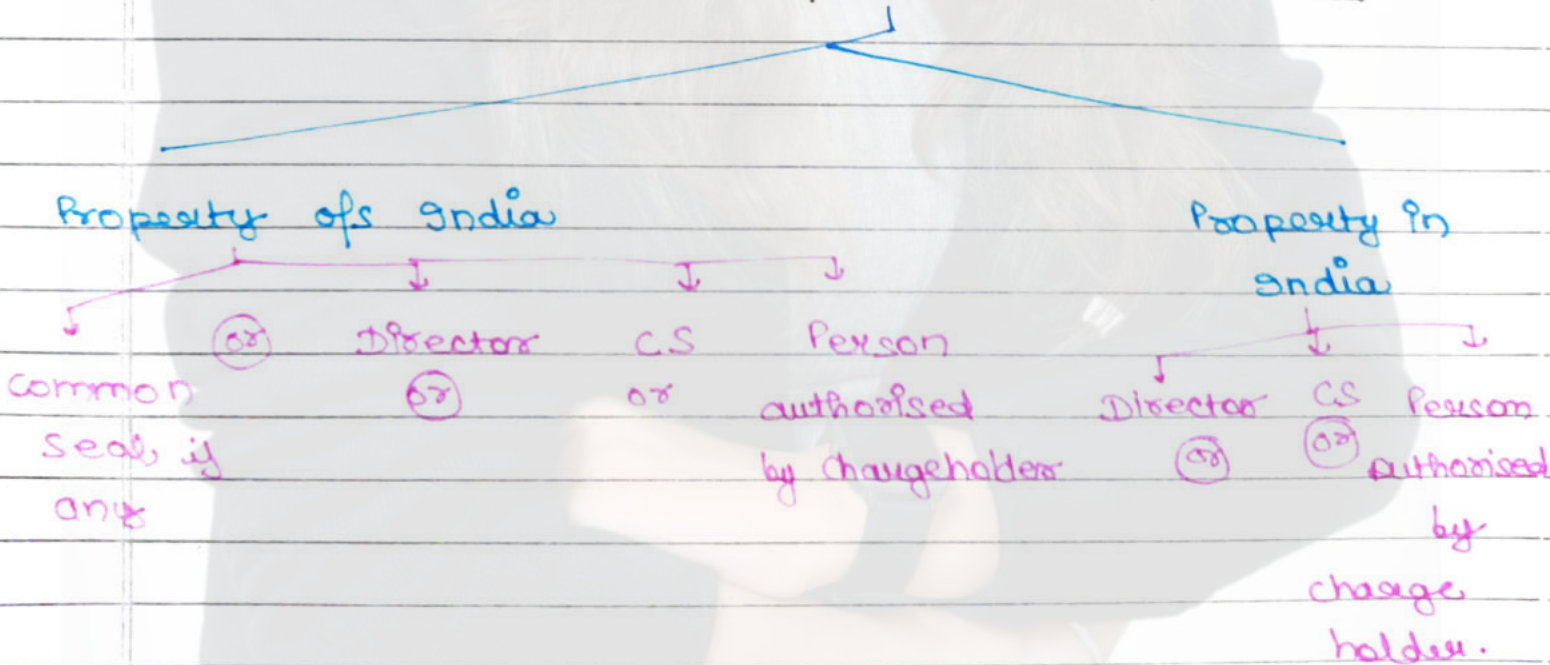 Property o/s India
Property in
India
or Director CS Person
common or or authorised
seal, if by chargeholder
any
Director CS Person
or or authorised
by
charge
holder.